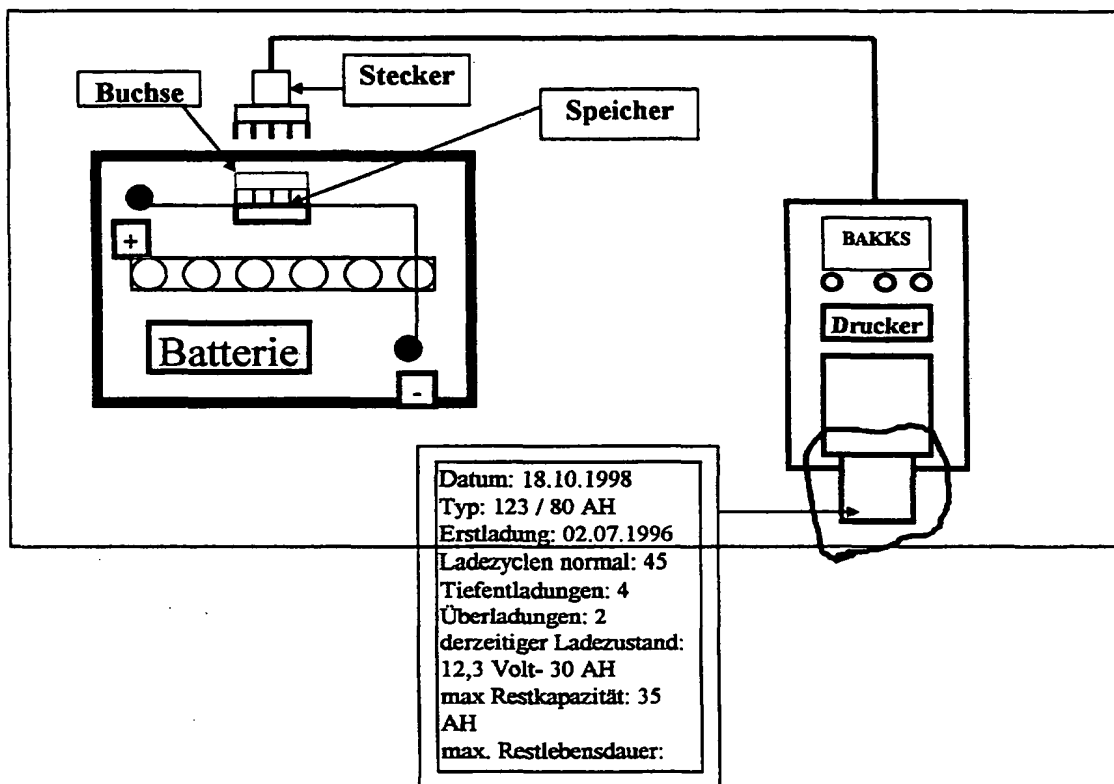 Stecker
Buchse
Speicher
+
BAKKS
Drucker
Batterie
-
Datum: 18.10.1998
Typ: 123 / 80 AH
Erstladung: 02.07.1996
Ladezyclen normal: 45
Tiefentladungen: 4
Überladungen: 2
derzeitiger Ladezustand:
12,3 Volt- 30 AH
max Restkapazität: 35
AH
max. Restlebensdauer: